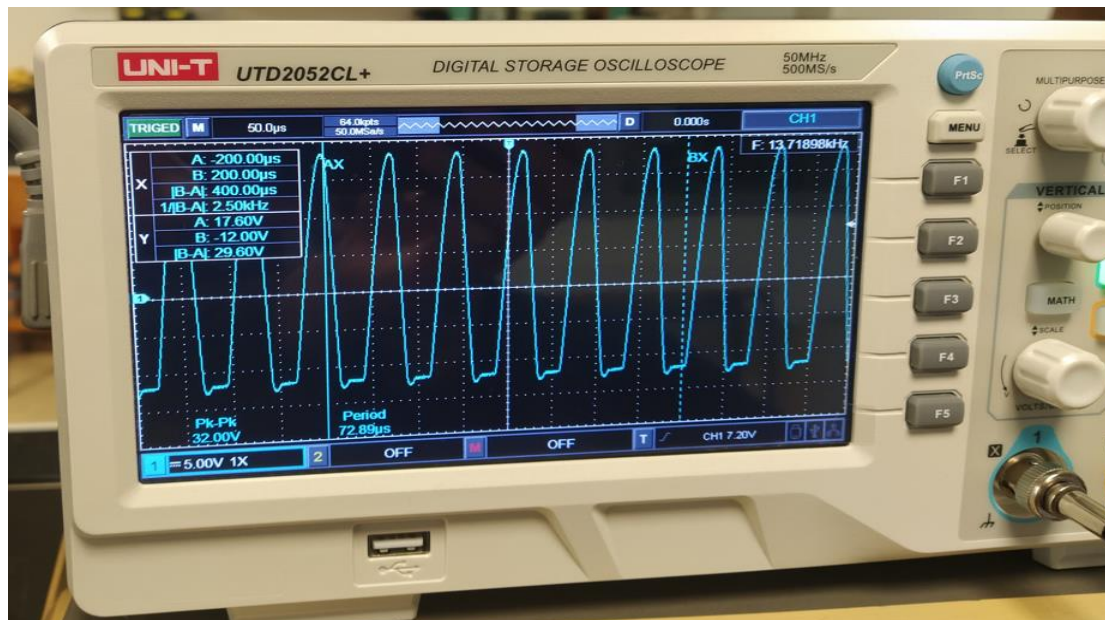 UNI-T UTD2052CL+ DIGITAL STORAGE OSCILLOSCOPE 50MHz
500MS/s
PrtSc
MULTIPURPOSE
SELECT
MENU
F1
F2
F3
F4
F5
VERTICAL
POSITION
MATH
SCALE
VOLTS/
1
X
TRIGED M 50.0μs 64.0kpts
50.0MSa/s
D 0.000s CH1
F: 13.71898kHz
X
A: -200.00μs
B: 200.00μs
|B-A|: 400.00μs
1/|B-A|: 2.50kHz
Y
A: 17.60V
B: -12.00V
|B-A|: 29.60V
AX
BX
T
1
Pk-Pk
32.00V
Period
72.89μs
1 5.00V 1X 2 OFF M OFF T CH1 7.20V